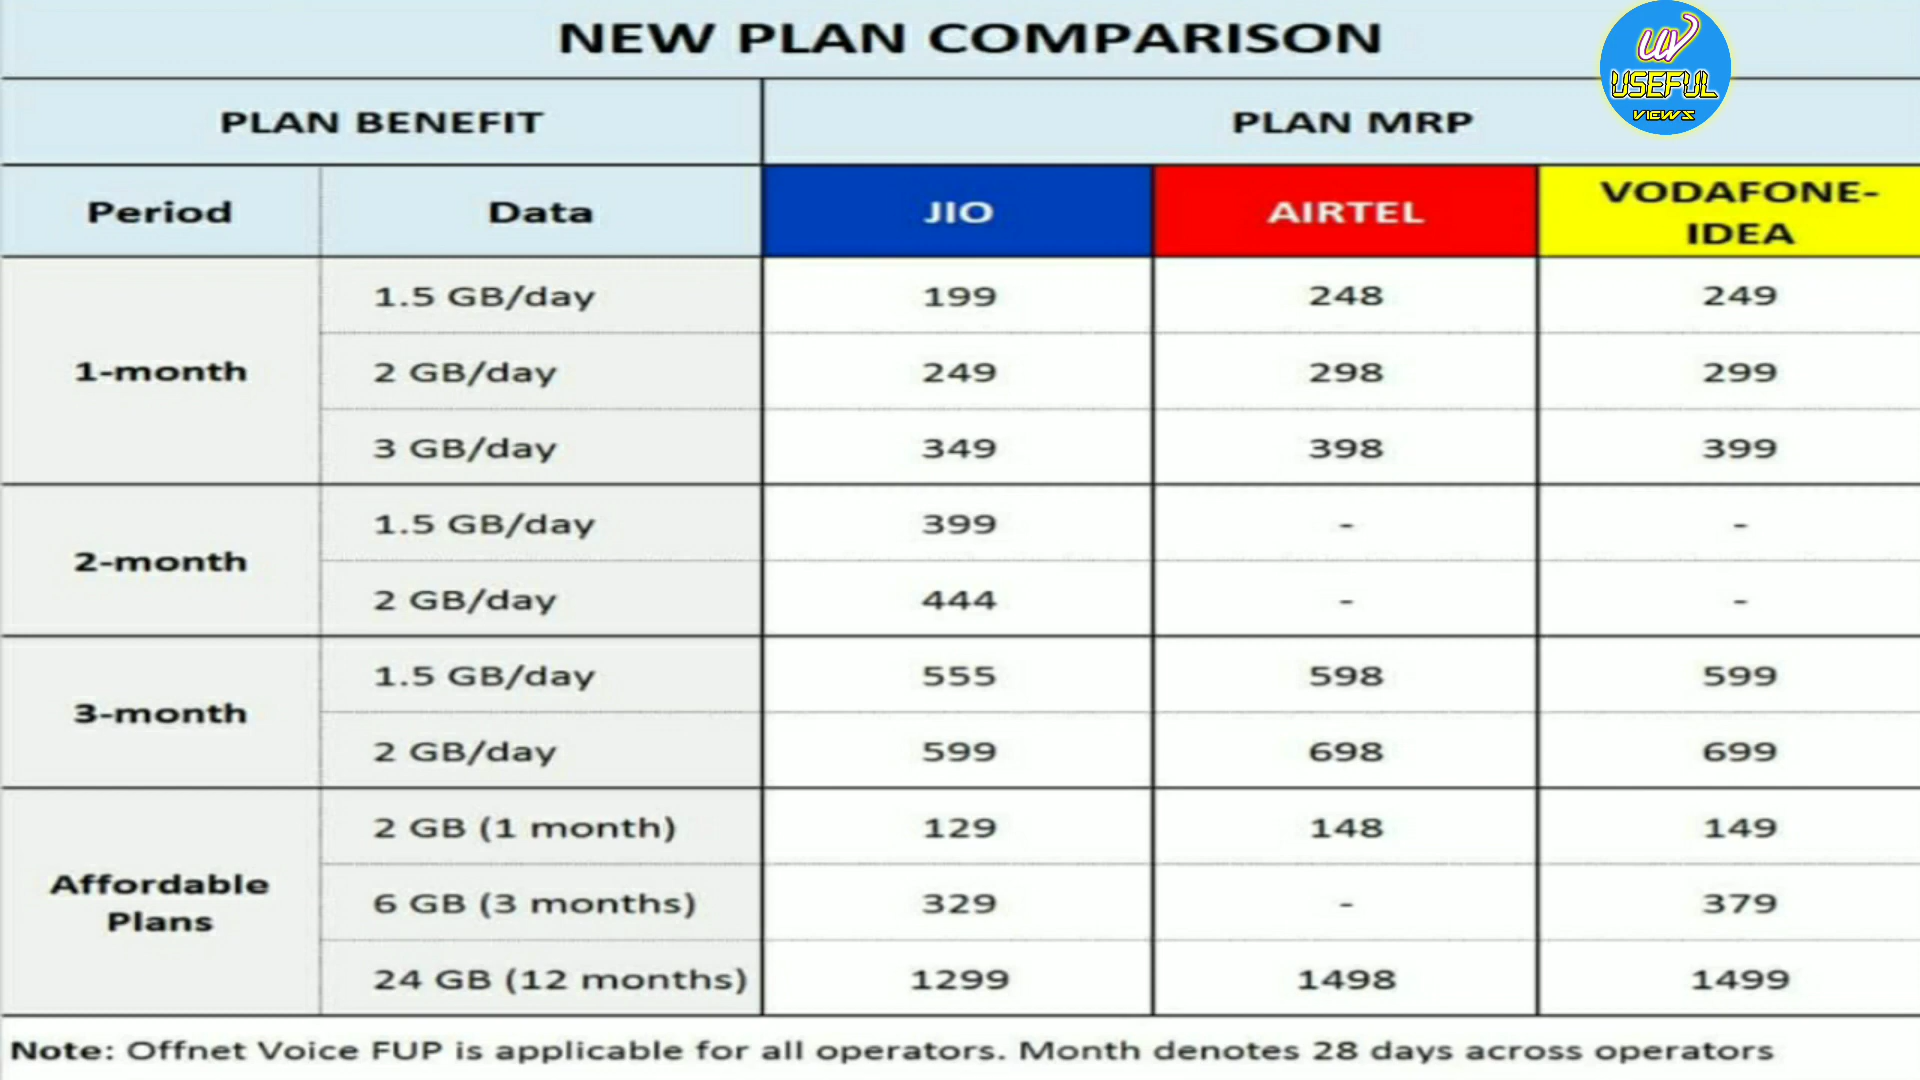 NEW PLAN COMPARISON
UV
USEFUL
VIEWS
PLAN BENEFIT PLAN MRP
Period Data JIO AIRTEL VODAFONE-
IDEA
1-month
1.5 GB/day 199 248 249
2 GB/day 249 298 299
3 GB/day 349 398 399
2-month
1.5 GB/day 399 - -
2 GB/day 444 - -
3-month
1.5 GB/day 555 598 599
2 GB/day 599 698 699
Affordable
Plans
2 GB (1 month) 129 148 149
6 GB (3 months) 329 - 379
24 GB (12 months) 1299 1498 1499
Note: Offnet Voice FUP is applicable for all operators. Month denotes 28 days across operators